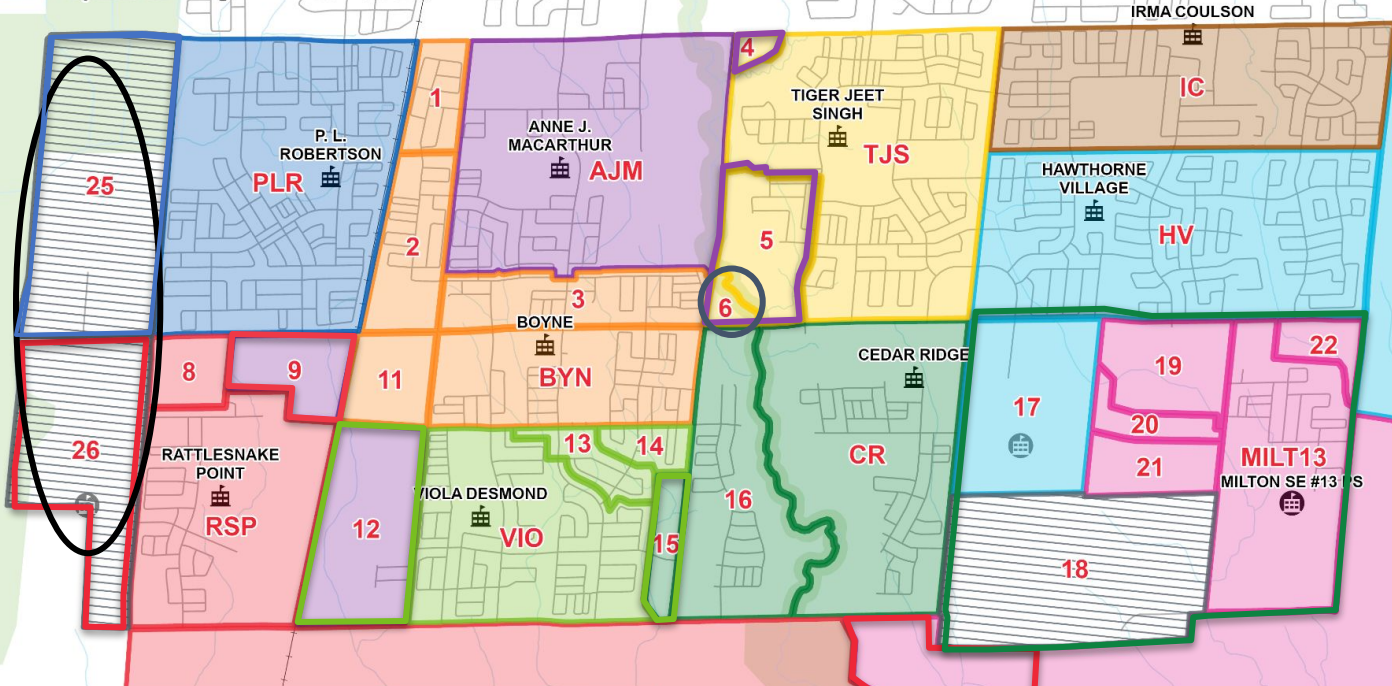 IRMA COULSON
IC
4
TIGER JEET
SINGH
TJS
1
ANNE J.
MACARTHUR
AJM
P. L.
ROBERTSON
PLR
25
HAWTHORNE
VILLAGE
HV
2
5
3
6
BOYNE
BYN
CEDAR RIDGE
8
9
11
22
19
17
20
21
MILT13
MILTON SE #13 PS
26
RATTLESNAKE
POINT
RSP
12
VIOLA DESMOND
VIO
13
14
15
16
CR
18